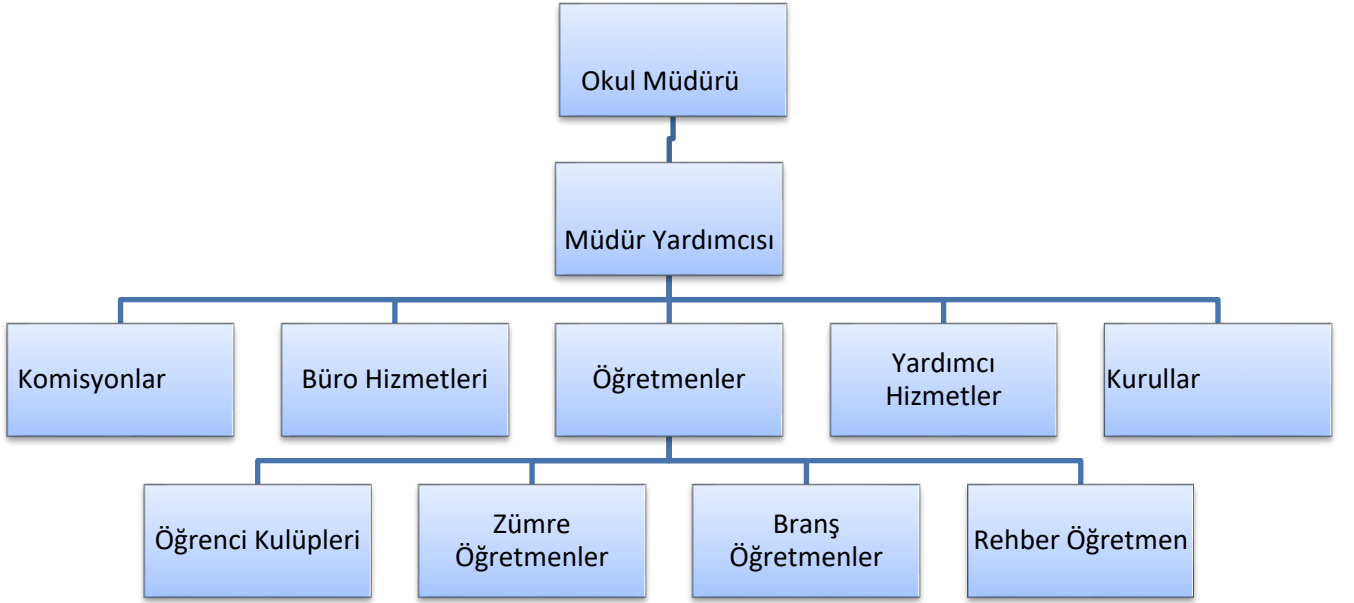 Okul Müdürü
Müdür Yardımcısı
Komisyonlar
Büro Hizmetleri
Öğretmenler
Yardımcı
Hizmetler
Kurullar
Öğrenci Kulüpleri
Zümre
Öğretmenler
Branş
Öğretmenler
Rehber Öğretmen